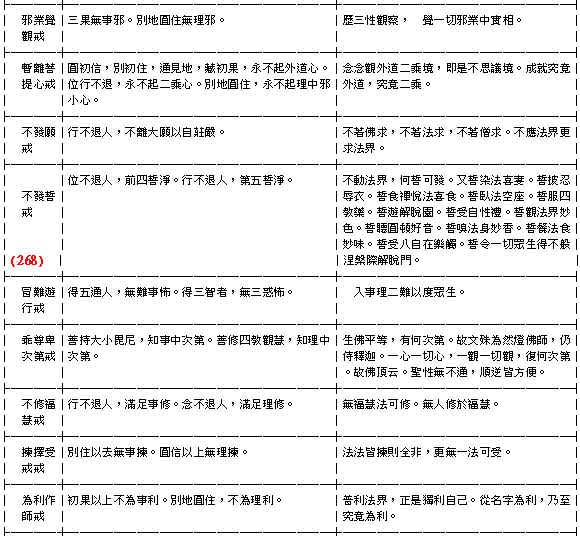 邪業覺
觀戒
三果無事邪。別地圓住無理邪。
歷三性觀察，　覺一切邪業中實相。
暫離菩
提心戒
圓初信，別初住，通見地，藏初果，永不起外道心。
位行不退，永不起二乘心。別地圓住，永不起理中邪
小心。
念念觀外道二乘境，即是不思議境。成就究竟
外道，究竟二乘。
不發願
戒
行不退人，不離大願以自莊嚴。
不著佛求，不著法求，不著僧求。不應法界更
求法界。
不發誓
戒
(268)
位不退人，前四誓淨。行不退人，第五誓淨。
不動法界，何誓可發。又誓染法喜妻。誓披忍
辱衣。誓食禪悅法喜食。誓臥法空座。誓服四
教藥。誓遊解脫園。誓受自性禮。誓觀法界妙
色。誓聽圓頓好音。誓嗅法身妙香。誓餐法食
妙味。誓受八自在樂觸。誓令一切眾生得不般
涅槃際解脫門。
冒難遊
行戒
得五通人，無難事怖。得三智者，無三惑怖。
入事理二難以度眾生。
乖尊卑
次第戒
善持大小毘尼，知事中次第。善修四教觀慧，知理中
次第。
生佛平等，有何次第。故文殊為然燈佛師，仍
侍釋迦。一心一切心，一觀一切觀，復何次第
。故佛頂云。聖性無不通，順逆皆方便。
不修福
慧戒
行不退人，滿足事修。念不退人，滿足理修。
無福慧法可修。無人修於福慧。
揀擇受
戒戒
別住以去無事揀。圓信以上無理揀。
法法皆揀則全非，更無一法可受。
為利作
師戒
初果以上不為事利。別地圓住，不為理利。
普利法界，正是獨利自己。從名字為利，乃至
究竟為利。